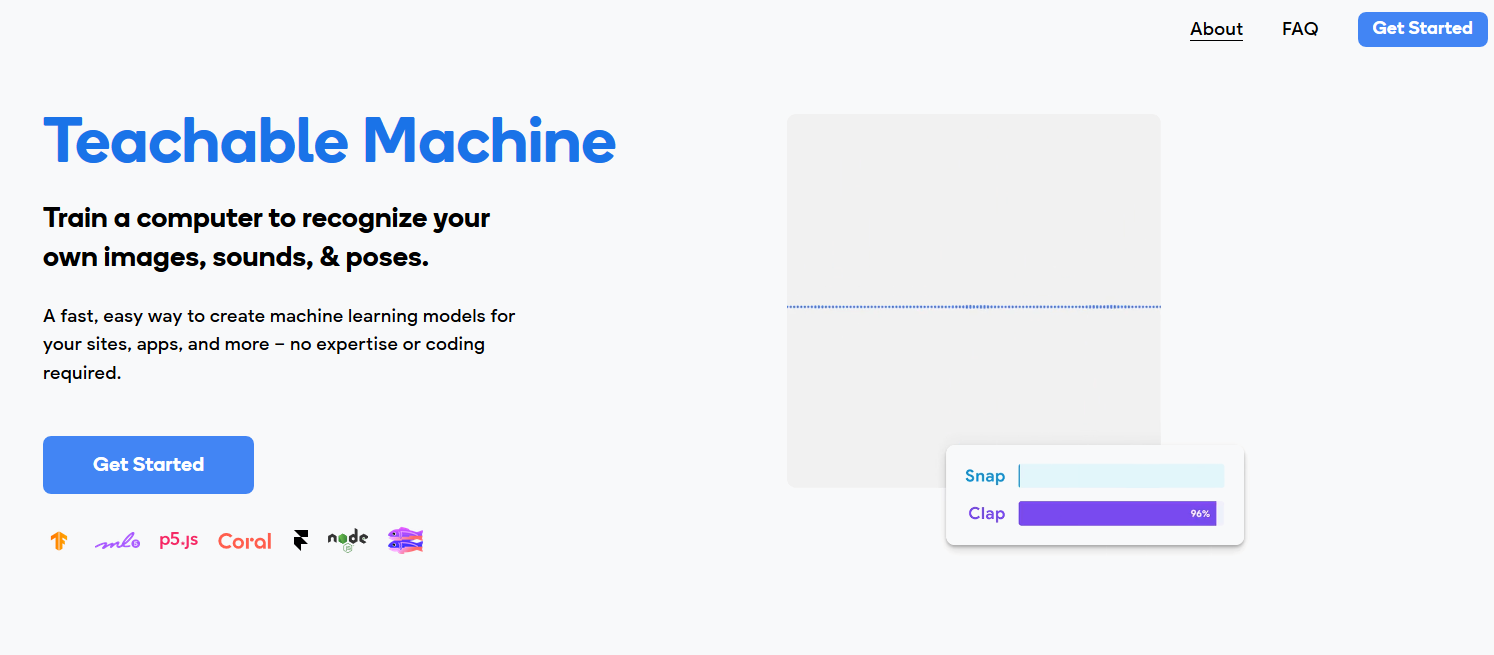 About FAQ Get Started
Teachable Machine
Train a computer to recognize your
own images, sounds, & poses.
A fast, easy way to create machine learning models for
your sites, apps, and more – no expertise or coding
required.
Get Started
ml5 p5.js Coral node JS
Snap
Clap 96%